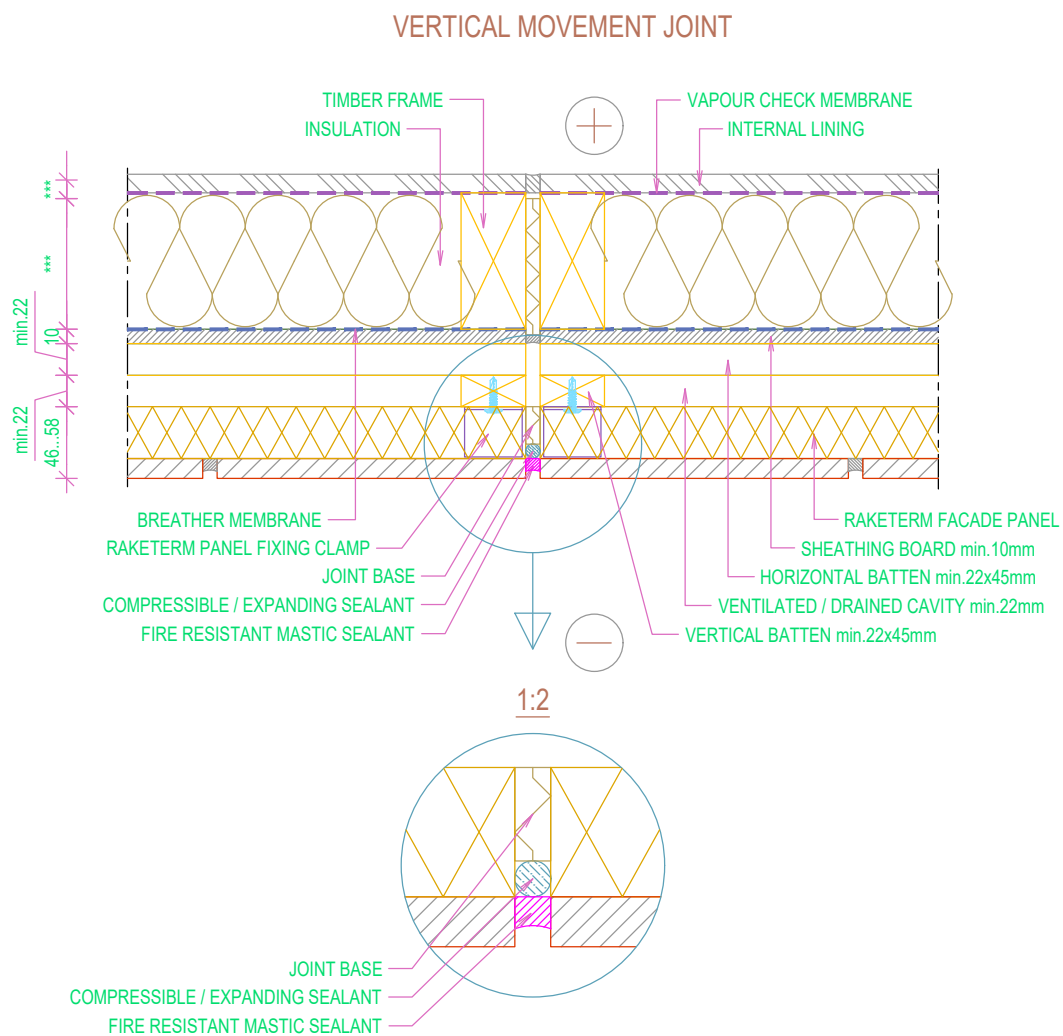 VERTICAL MOVEMENT JOINT
TIMBER FRAME
INSULATION
VAPOUR CHECK MEMBRANE
INTERNAL LINING
***
***
min.22
10
min.22
46...58
BREATHER MEMBRANE
RAKETERM PANEL FIXING CLAMP
JOINT BASE
COMPRESSIBLE / EXPANDING SEALANT
FIRE RESISTANT MASTIC SEALANT
RAKETERM FACADE PANEL
SHEATHING BOARD min.10mm
HORIZONTAL BATTEN min.22x45mm
VENTILATED / DRAINED CAVITY min.22mm
VERTICAL BATTEN min.22x45mm
1:2
JOINT BASE
COMPRESSIBLE / EXPANDING SEALANT
FIRE RESISTANT MASTIC SEALANT